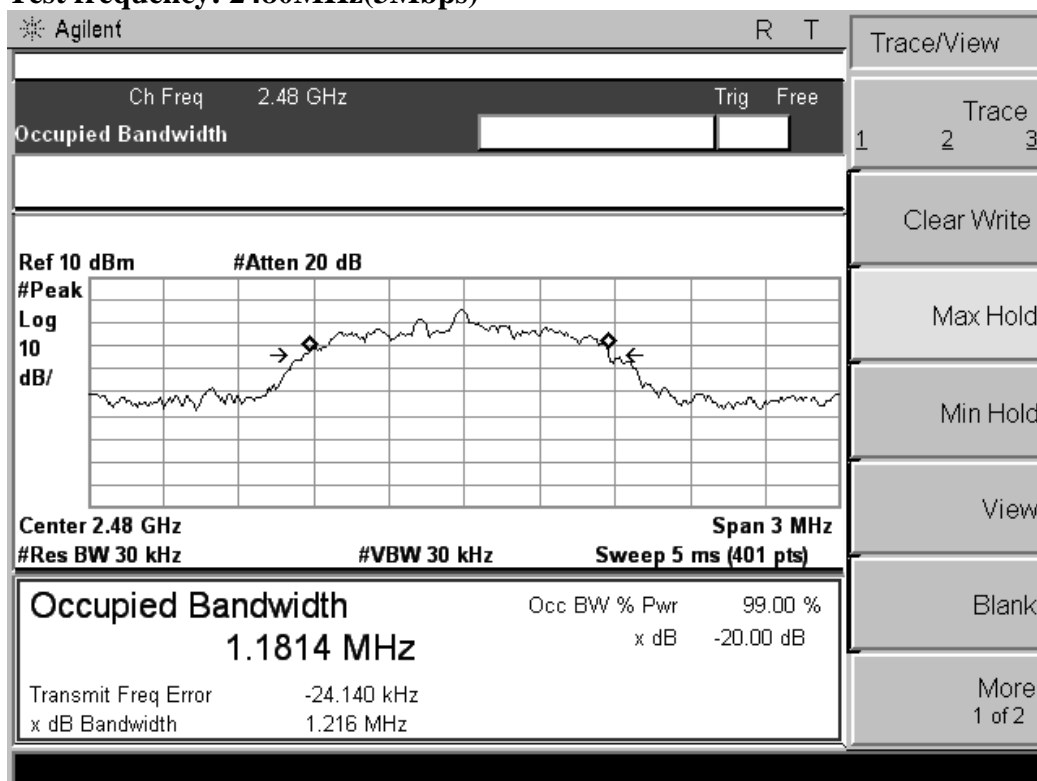 Test frequency: 2480MHz(3Mbps)
Agilent R T
Trace/View
Ch Freq 2.48 GHz Trig Free
Occupied Bandwidth
Trace
1 2 3
Clear Write
Ref 10 dBm #Atten 20 dB
#Peak
Log
10
dB/
Max Hold
Min Hold
View
Center 2.48 GHz Span 3 MHz
#Res BW 30 kHz #VBW 30 kHz Sweep 5 ms (401 pts)
Occupied Bandwidth
1.1814 MHz
Occ BW % Pwr 99.00 %
x dB -20.00 dB
Transmit Freq Error -24.140 kHz
x dB Bandwidth 1.216 MHz
Blank
More
1 of 2